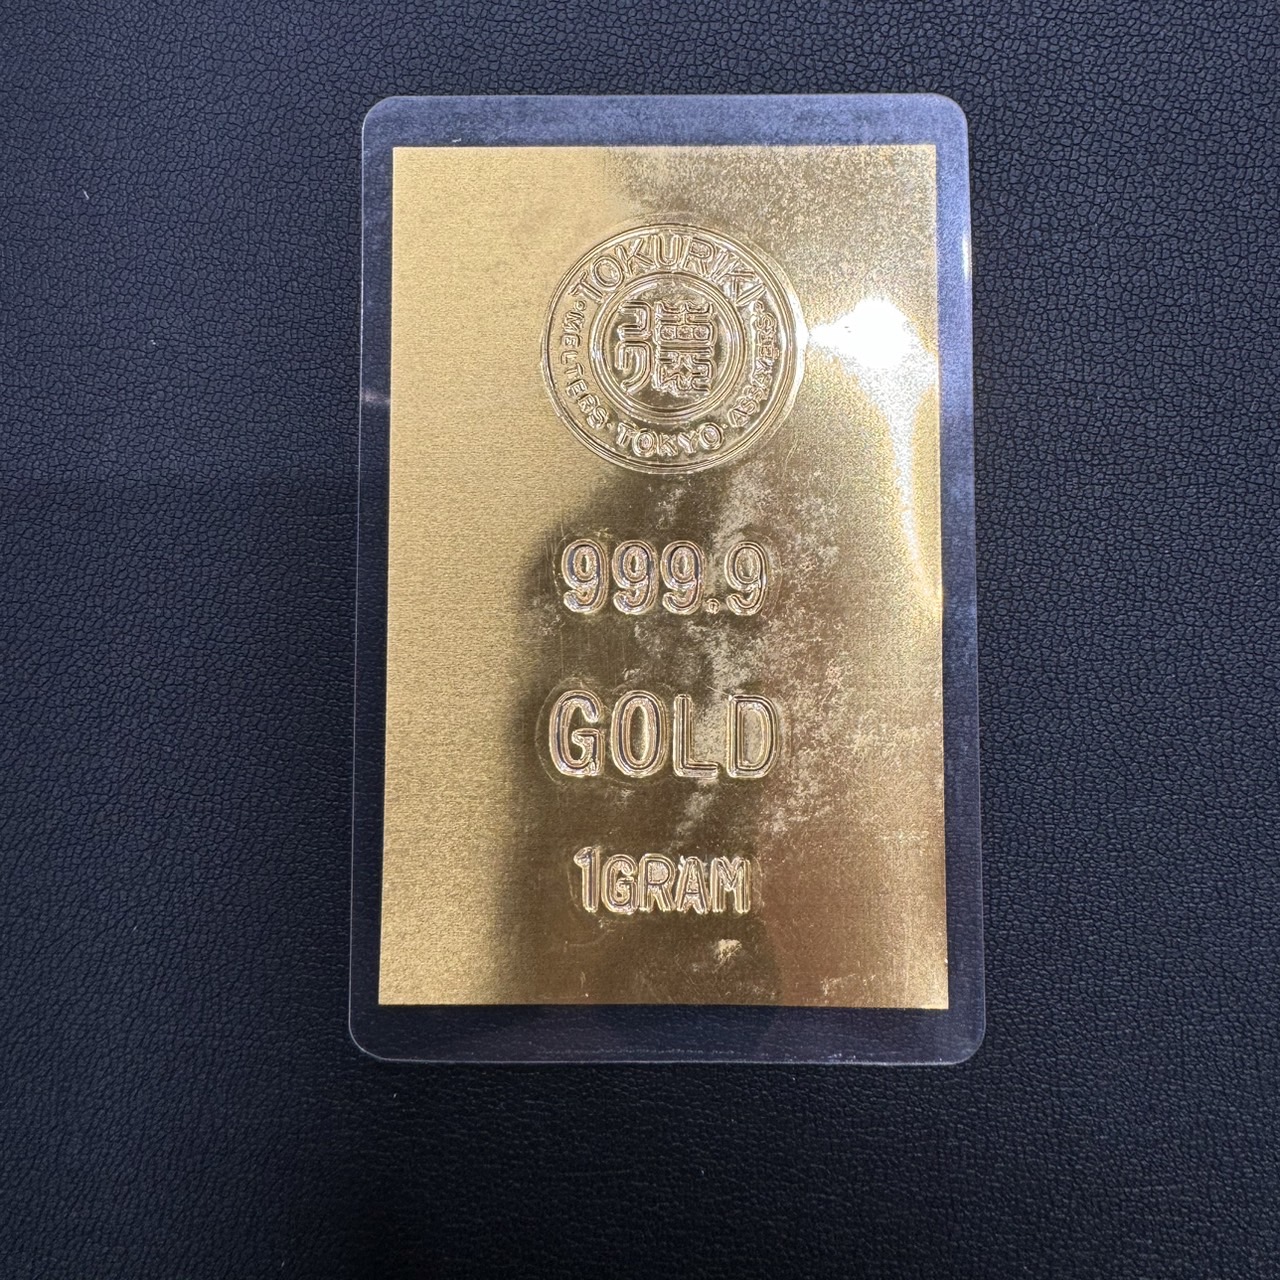 TOKURIKI
·MELTERS·TOKYO·ASSAYERS·
999.9
GOLD
1GRAM